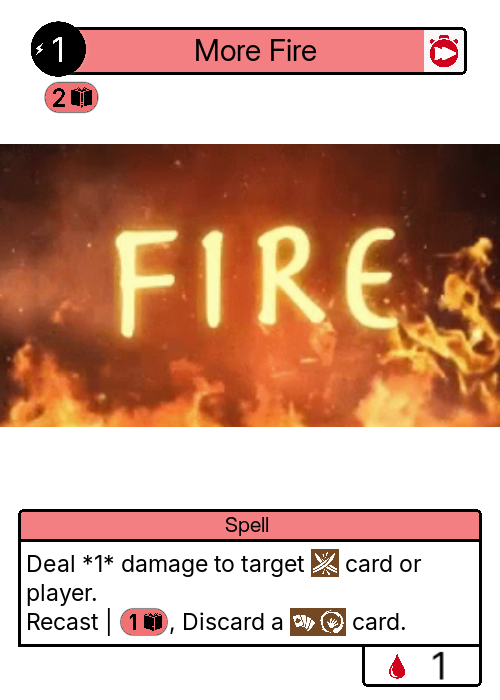 1
More Fire
2
FIRE
Spell
Deal *1* damage to target card or
player.
Recast | 1, Discard a card.
1